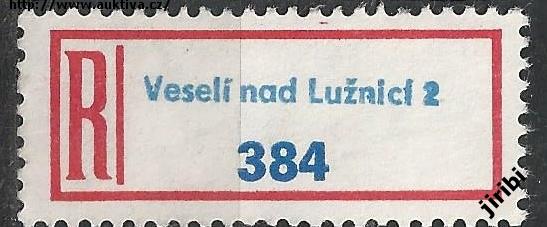 http://www.auktiva.cz/
R
Veselí nad Lužnicí 2
384
jiribi